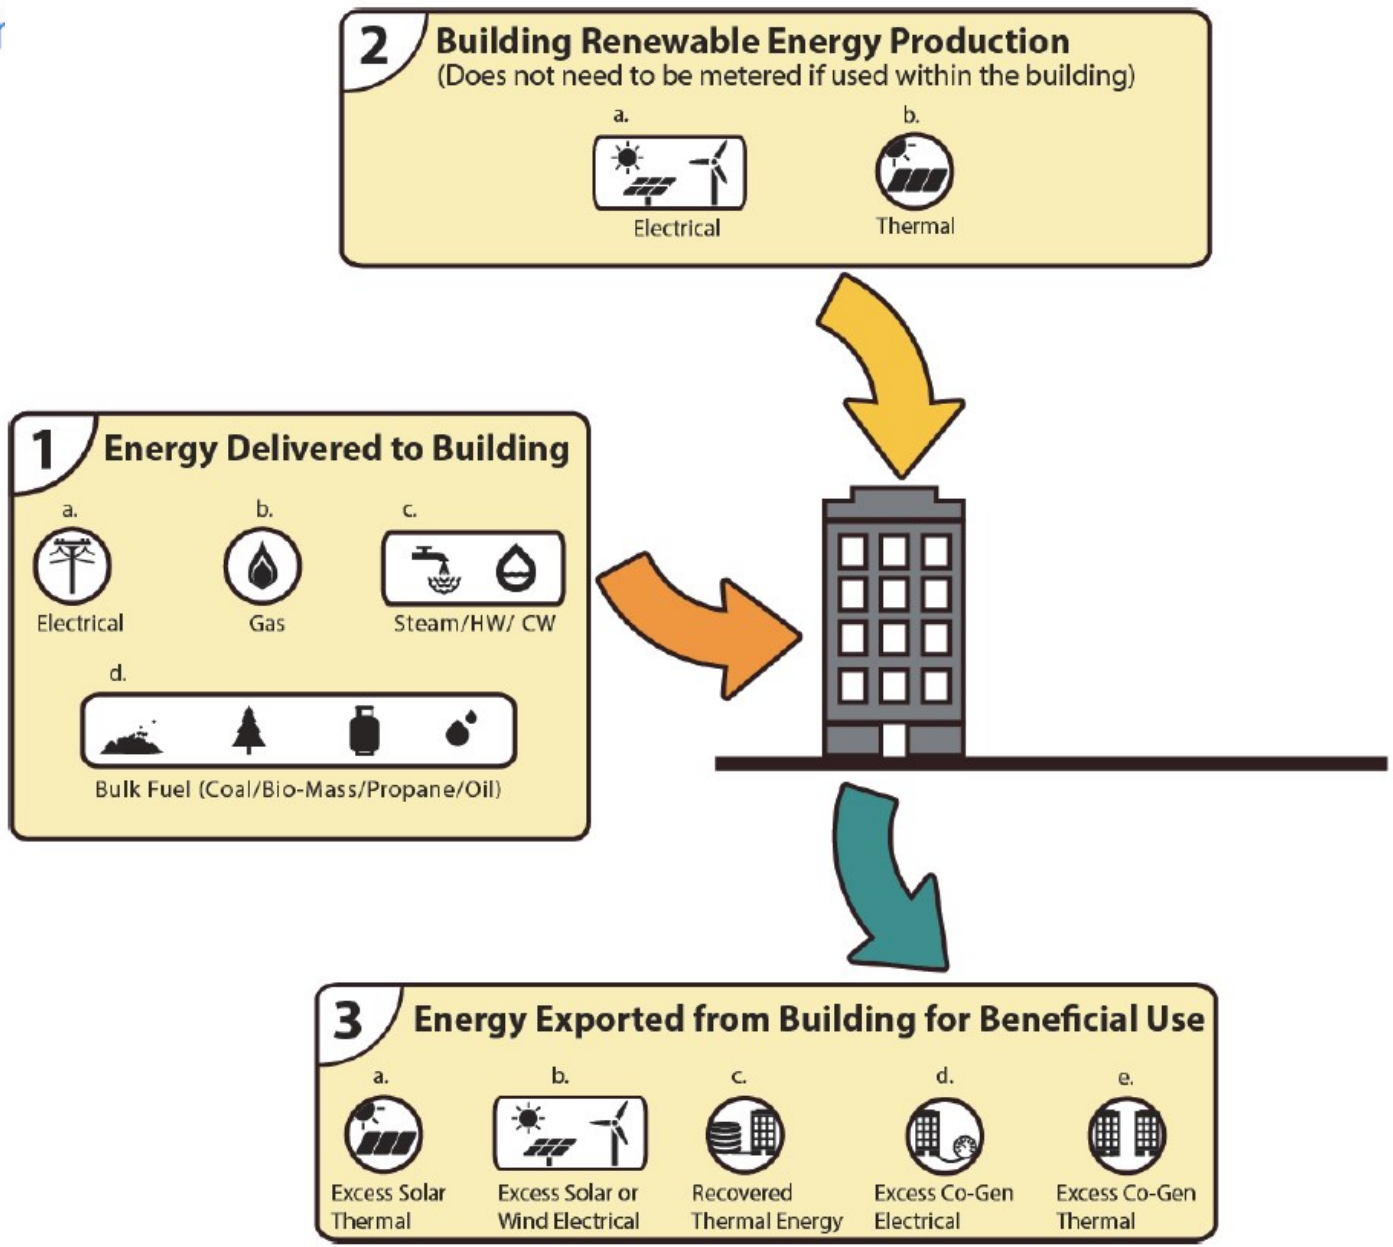 2
Building Renewable Energy Production
(Does not need to be metered if used within the building)
a. b.
Electrical Thermal
1
Energy Delivered to Building
a. b. c.
Electrical Gas Steam/HW/ CW
d.
Bulk Fuel (Coal/Bio-Mass/Propane/Oil)
3
Energy Exported from Building for Beneficial Use
a. b. c. d. e.
Excess Solar Excess Solar or Recovered Excess Co-Gen Excess Co-Gen
Thermal Wind Electrical Thermal Energy Electrical Thermal